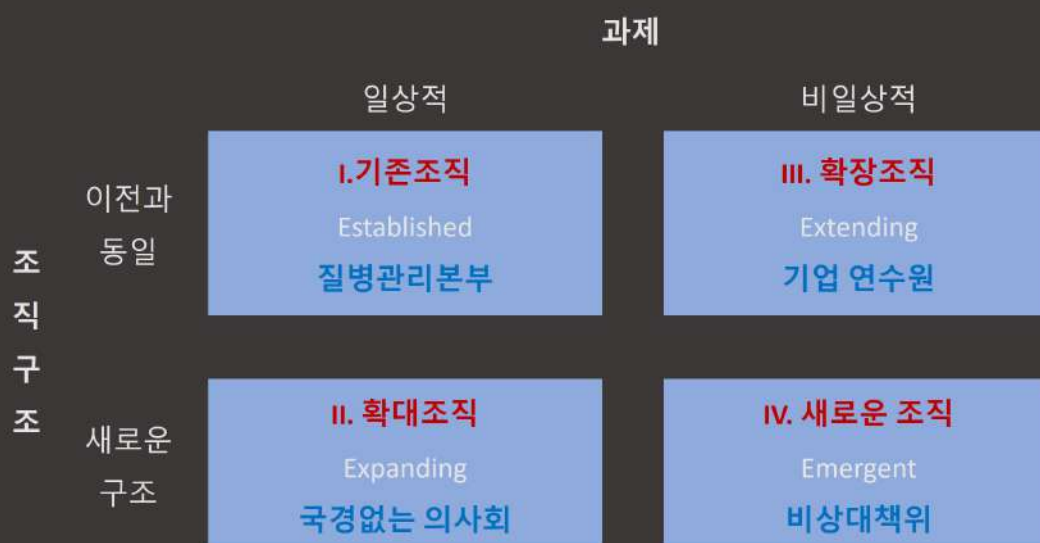 과제
일상적
비일상적
조
직
구
조
이전과
동일
I.기존조직
Established
질병관리본부
III. 확장조직
Extending
기업 연수원
새로운
구조
II. 확대조직
Expanding
국경없는 의사회
IV. 새로운 조직
Emergent
비상대책위